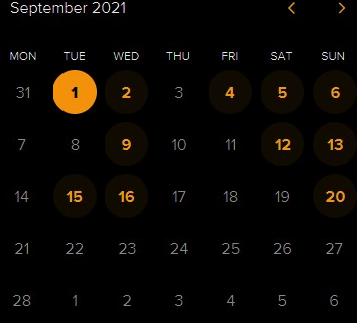 September 2021
MON TUE WED THU FRI SAT SUN
31 1 2 3 4 5 6
7 8 9 10 11 12 13
14 15 16 17 18 19 20
21 22 23 24 25 26 27
28 1 2 3 4 5 6